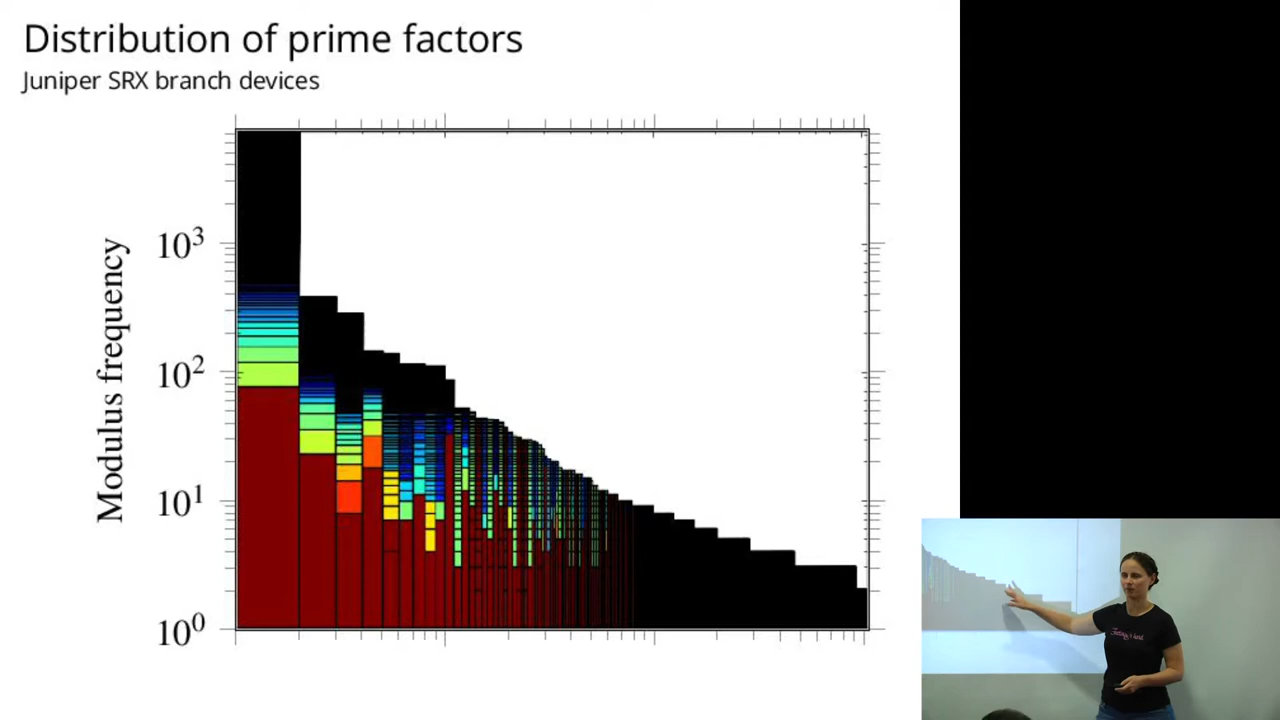 Distribution of prime factors
Juniper SRX branch devices
Modulus frequency
10³
10²
10¹
10⁰